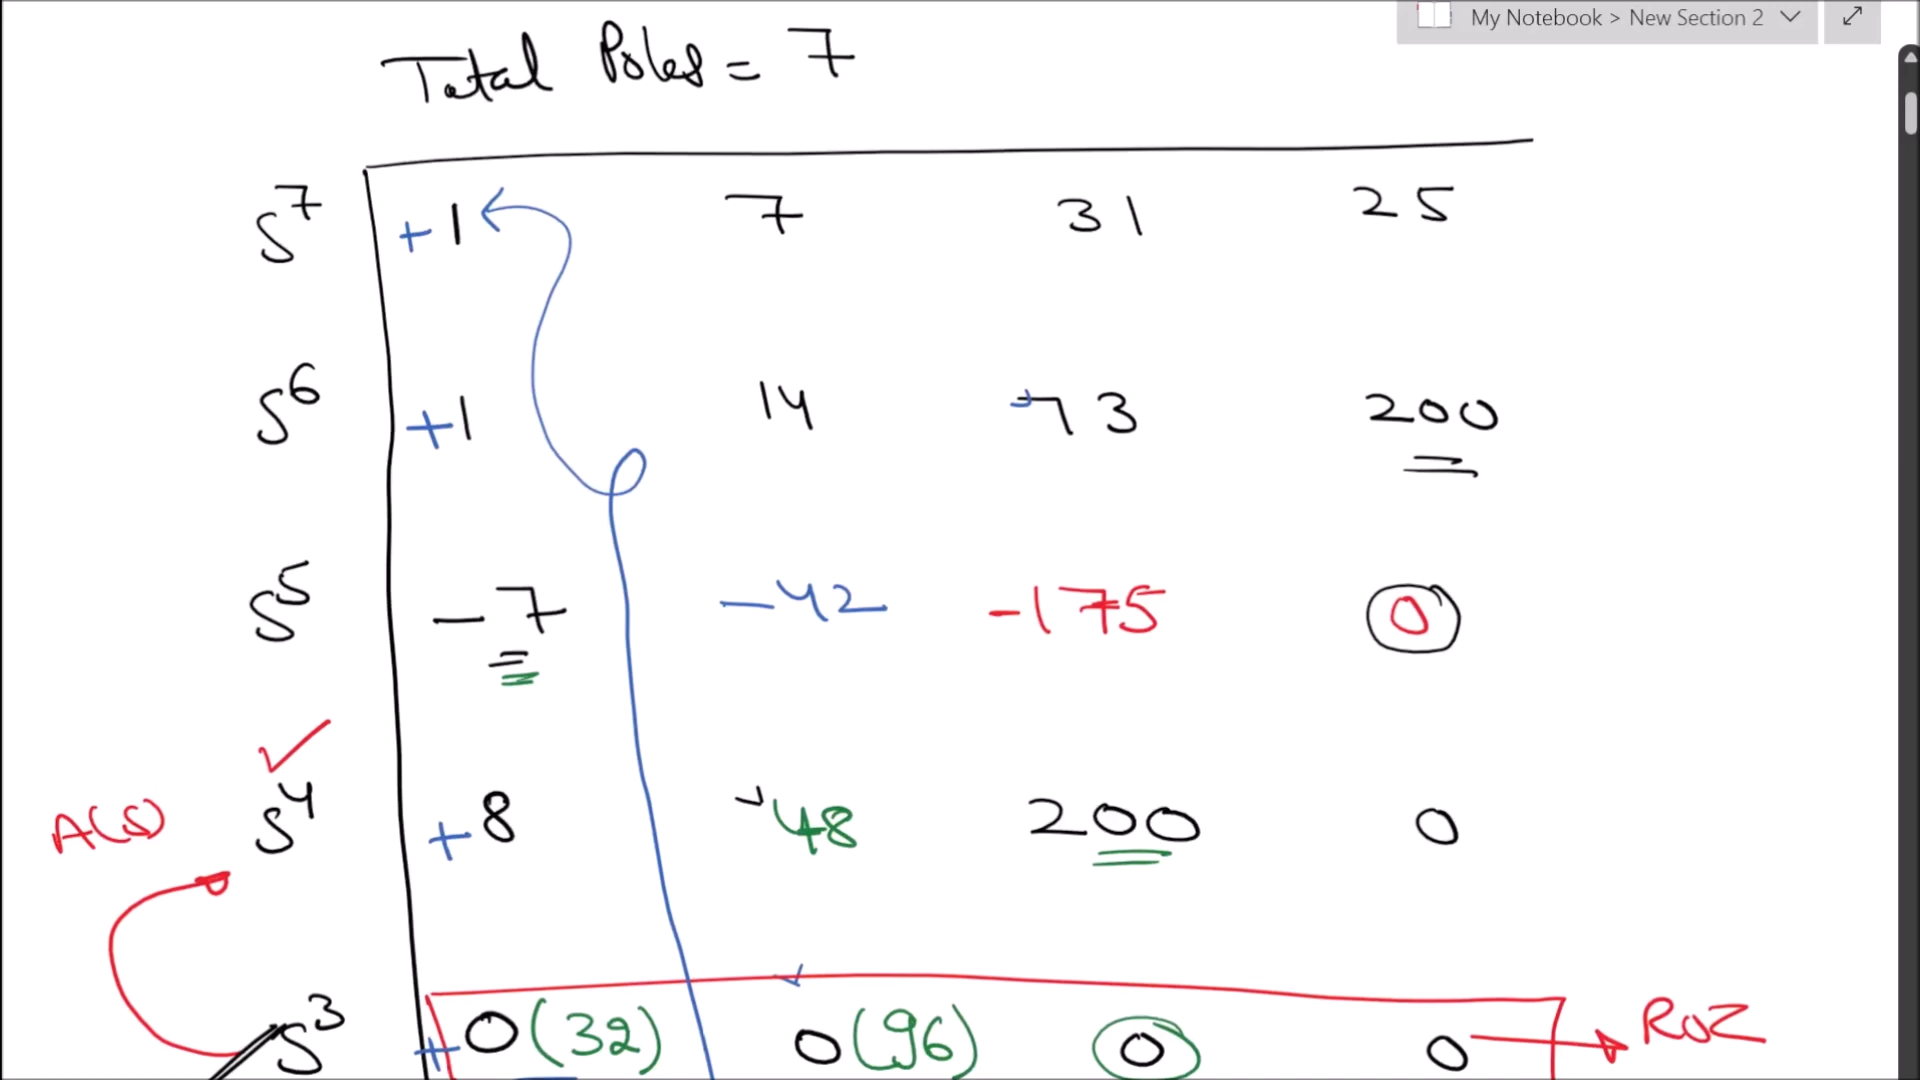 My Notebook > New Section 2
Total Poles = 7
s⁷ +1 7 31 25
s⁶ +1 14 73 200
s⁵ -7 -42 -175 0
A(s) s⁴ +8 48 200 0
s³ +0(32) 0(96) 0 0 ROZ